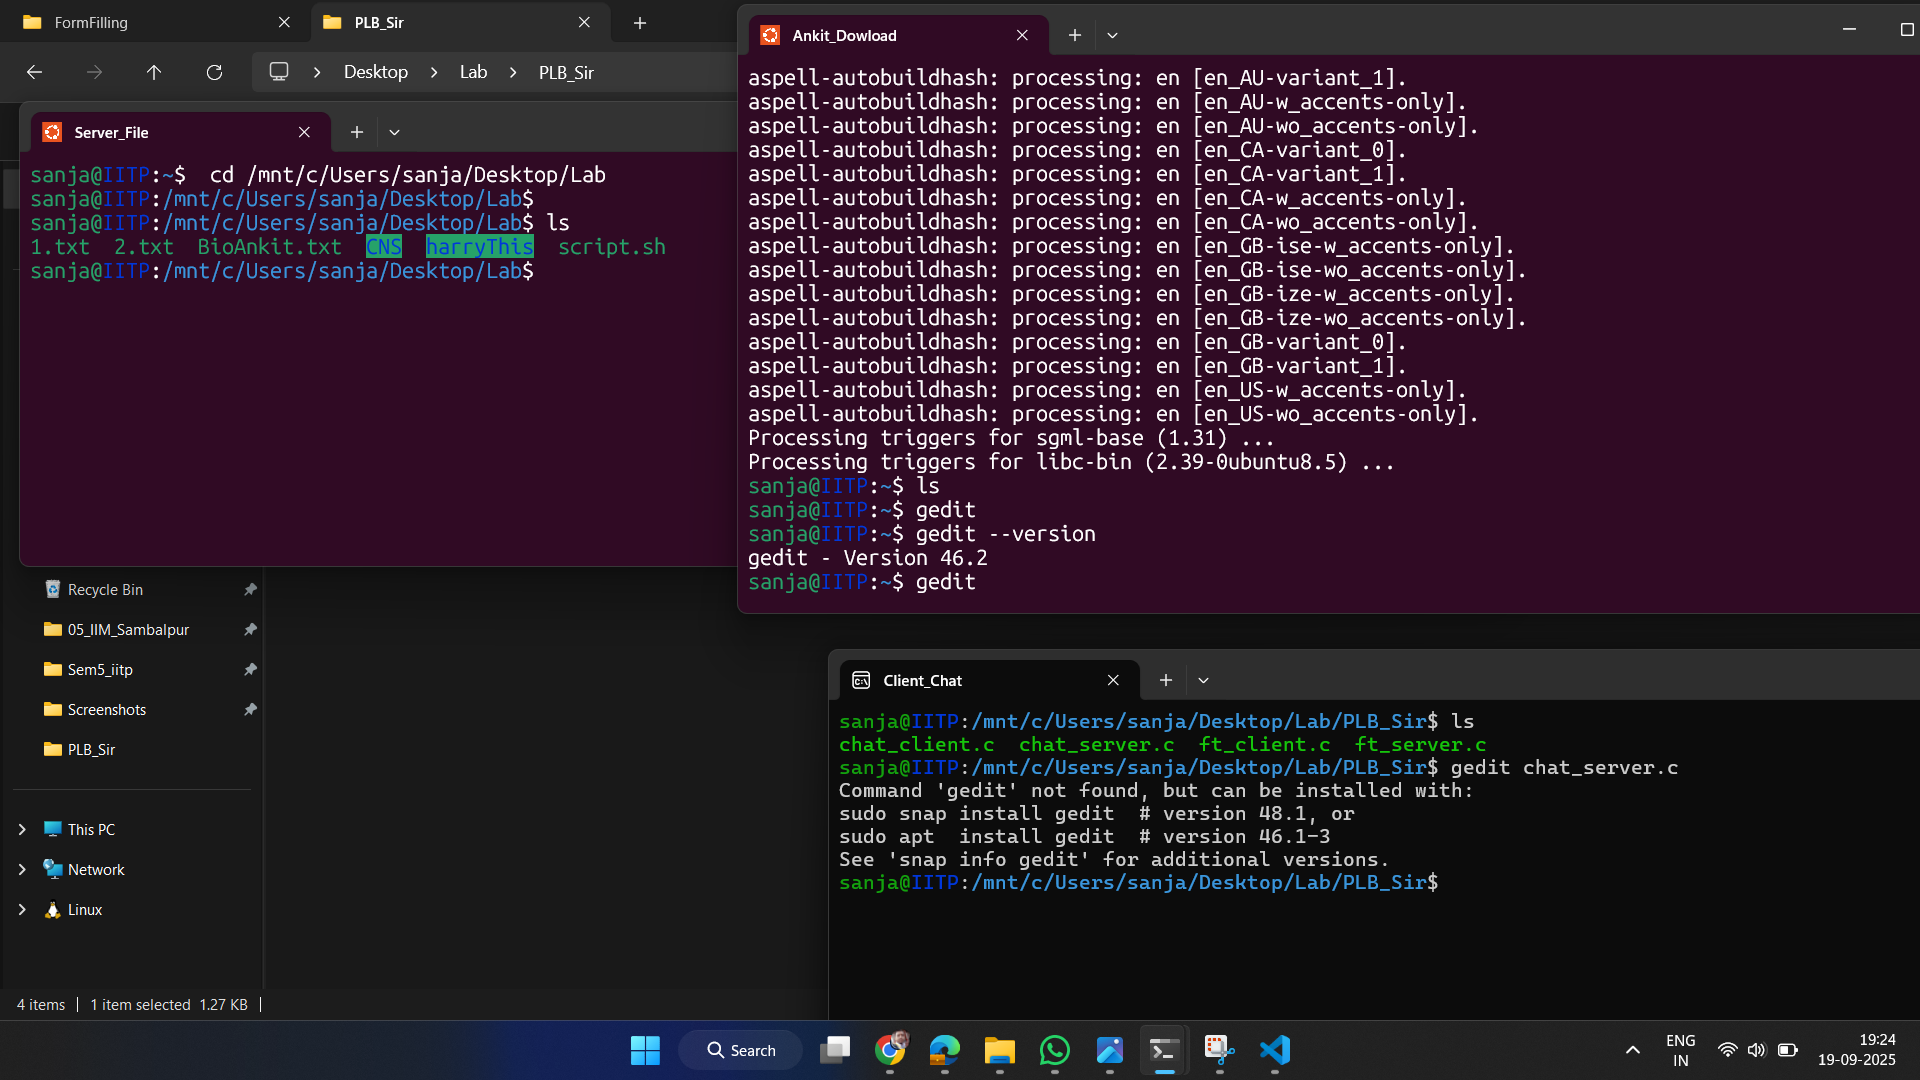 FormFilling
PLB_Sir
Desktop > Lab > PLB_Sir
Server_File
sanja@IITP:~$  cd /mnt/c/Users/sanja/Desktop/Lab
sanja@IITP:/mnt/c/Users/sanja/Desktop/Lab$
sanja@IITP:/mnt/c/Users/sanja/Desktop/Lab$ ls
1.txt  2.txt  BioAnkit.txt  CNS  harryThis  script.sh
sanja@IITP:/mnt/c/Users/sanja/Desktop/Lab$
Recycle Bin
05_IIM_Sambalpur
Sem5_iitp
Screenshots
PLB_Sir
This PC
Network
Linux
4 items
1 item selected  1.27 KB
Ankit_Dowload
aspell-autobuildhash: processing: en [en_AU-variant_1].
aspell-autobuildhash: processing: en [en_AU-w_accents-only].
aspell-autobuildhash: processing: en [en_AU-wo_accents-only].
aspell-autobuildhash: processing: en [en_CA-variant_0].
aspell-autobuildhash: processing: en [en_CA-variant_1].
aspell-autobuildhash: processing: en [en_CA-w_accents-only].
aspell-autobuildhash: processing: en [en_CA-wo_accents-only].
aspell-autobuildhash: processing: en [en_GB-ise-w_accents-only].
aspell-autobuildhash: processing: en [en_GB-ise-wo_accents-only].
aspell-autobuildhash: processing: en [en_GB-ize-w_accents-only].
aspell-autobuildhash: processing: en [en_GB-ize-wo_accents-only].
aspell-autobuildhash: processing: en [en_GB-variant_0].
aspell-autobuildhash: processing: en [en_GB-variant_1].
aspell-autobuildhash: processing: en [en_US-w_accents-only].
aspell-autobuildhash: processing: en [en_US-wo_accents-only].
Processing triggers for sgml-base (1.31) ...
Processing triggers for libc-bin (2.39-0ubuntu8.5) ...
sanja@IITP:~$ ls
sanja@IITP:~$ gedit
sanja@IITP:~$ gedit --version
gedit - Version 46.2
sanja@IITP:~$ gedit
Client_Chat
sanja@IITP:/mnt/c/Users/sanja/Desktop/Lab/PLB_Sir$ ls
chat_client.c  chat_server.c  ft_client.c  ft_server.c
sanja@IITP:/mnt/c/Users/sanja/Desktop/Lab/PLB_Sir$ gedit chat_server.c
Command 'gedit' not found, but can be installed with:
sudo snap install gedit  # version 48.1, or
sudo apt  install gedit  # version 46.1-3
See 'snap info gedit' for additional versions.
sanja@IITP:/mnt/c/Users/sanja/Desktop/Lab/PLB_Sir$
Search
ENG
IN
19:24
19-09-2025